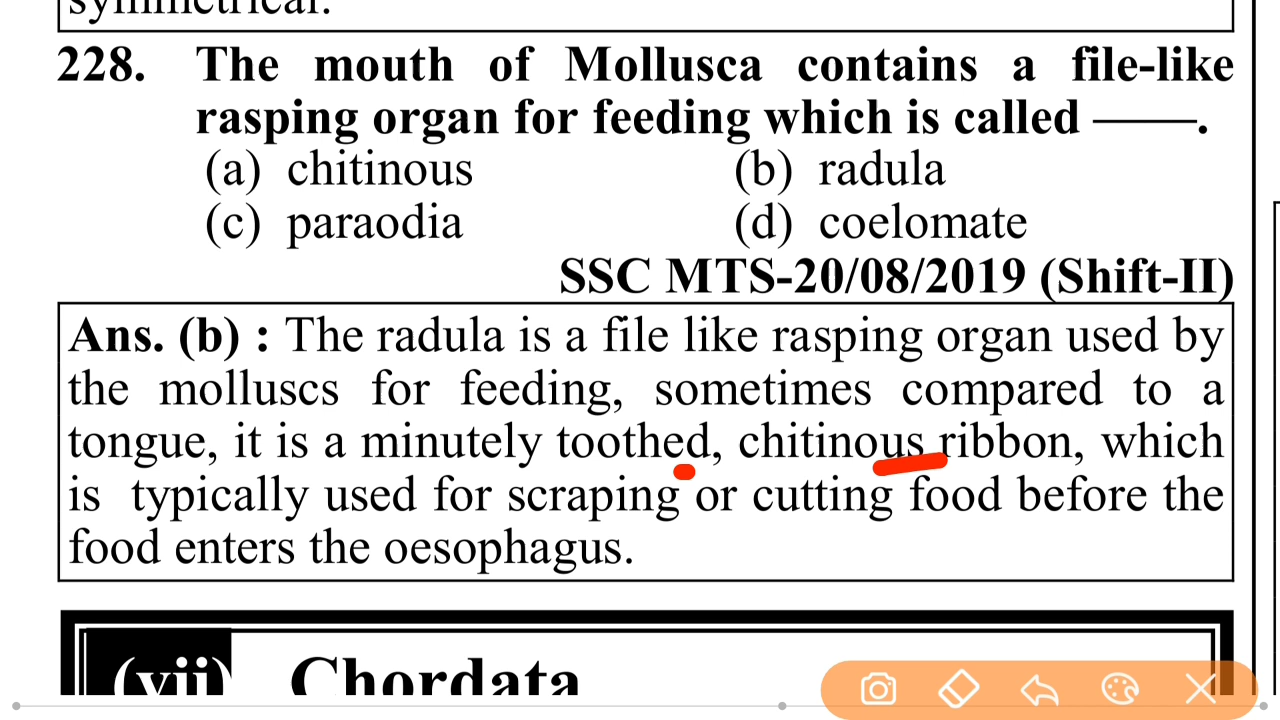 symmetrical.
228. The mouth of Mollusca contains a file-like
rasping organ for feeding which is called ——.
(a) chitinous (b) radula
(c) paraodia (d) coelomate
SSC MTS-20/08/2019 (Shift-II)
Ans. (b) : The radula is a file like rasping organ used by
the molluscs for feeding, sometimes compared to a
tongue, it is a minutely toothed, chitinous ribbon, which
is typically used for scraping or cutting food before the
food enters the oesophagus.
(vii) Chordata